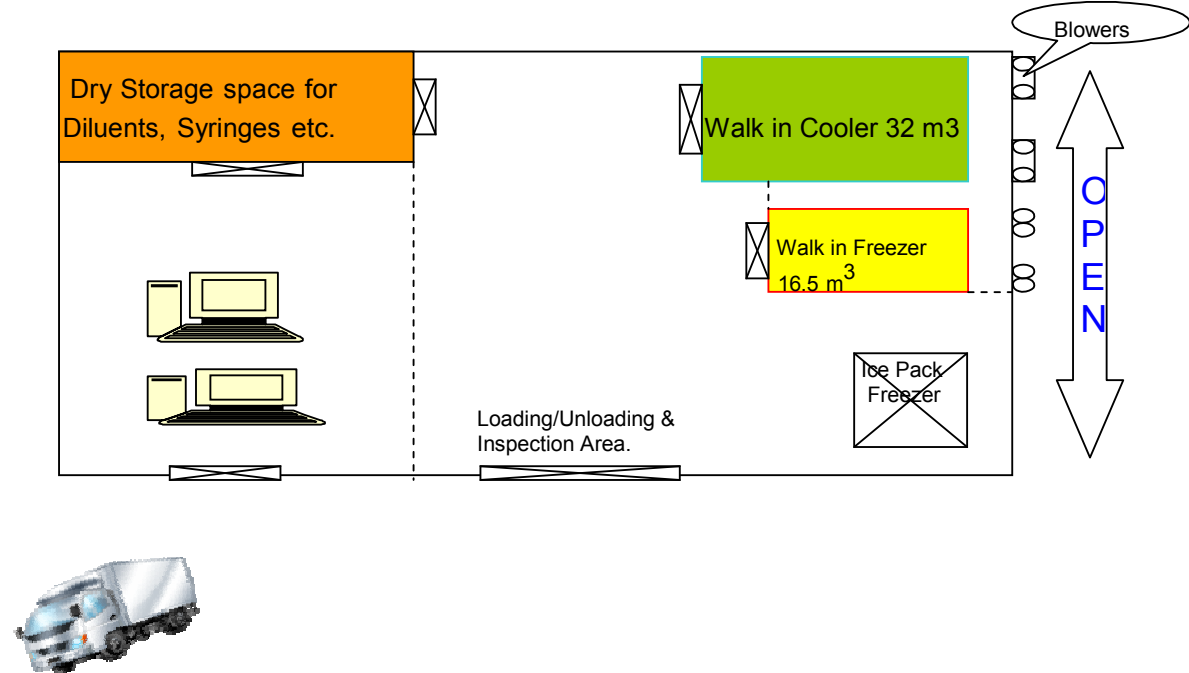 Blowers
Dry Storage space for
Diluents, Syringes etc.
Walk in Cooler 32 m3
Walk in Freezer
16.5 m3
O
P
E
N
Ice Pack
Freezer
Loading/Unloading &
Inspection Area.